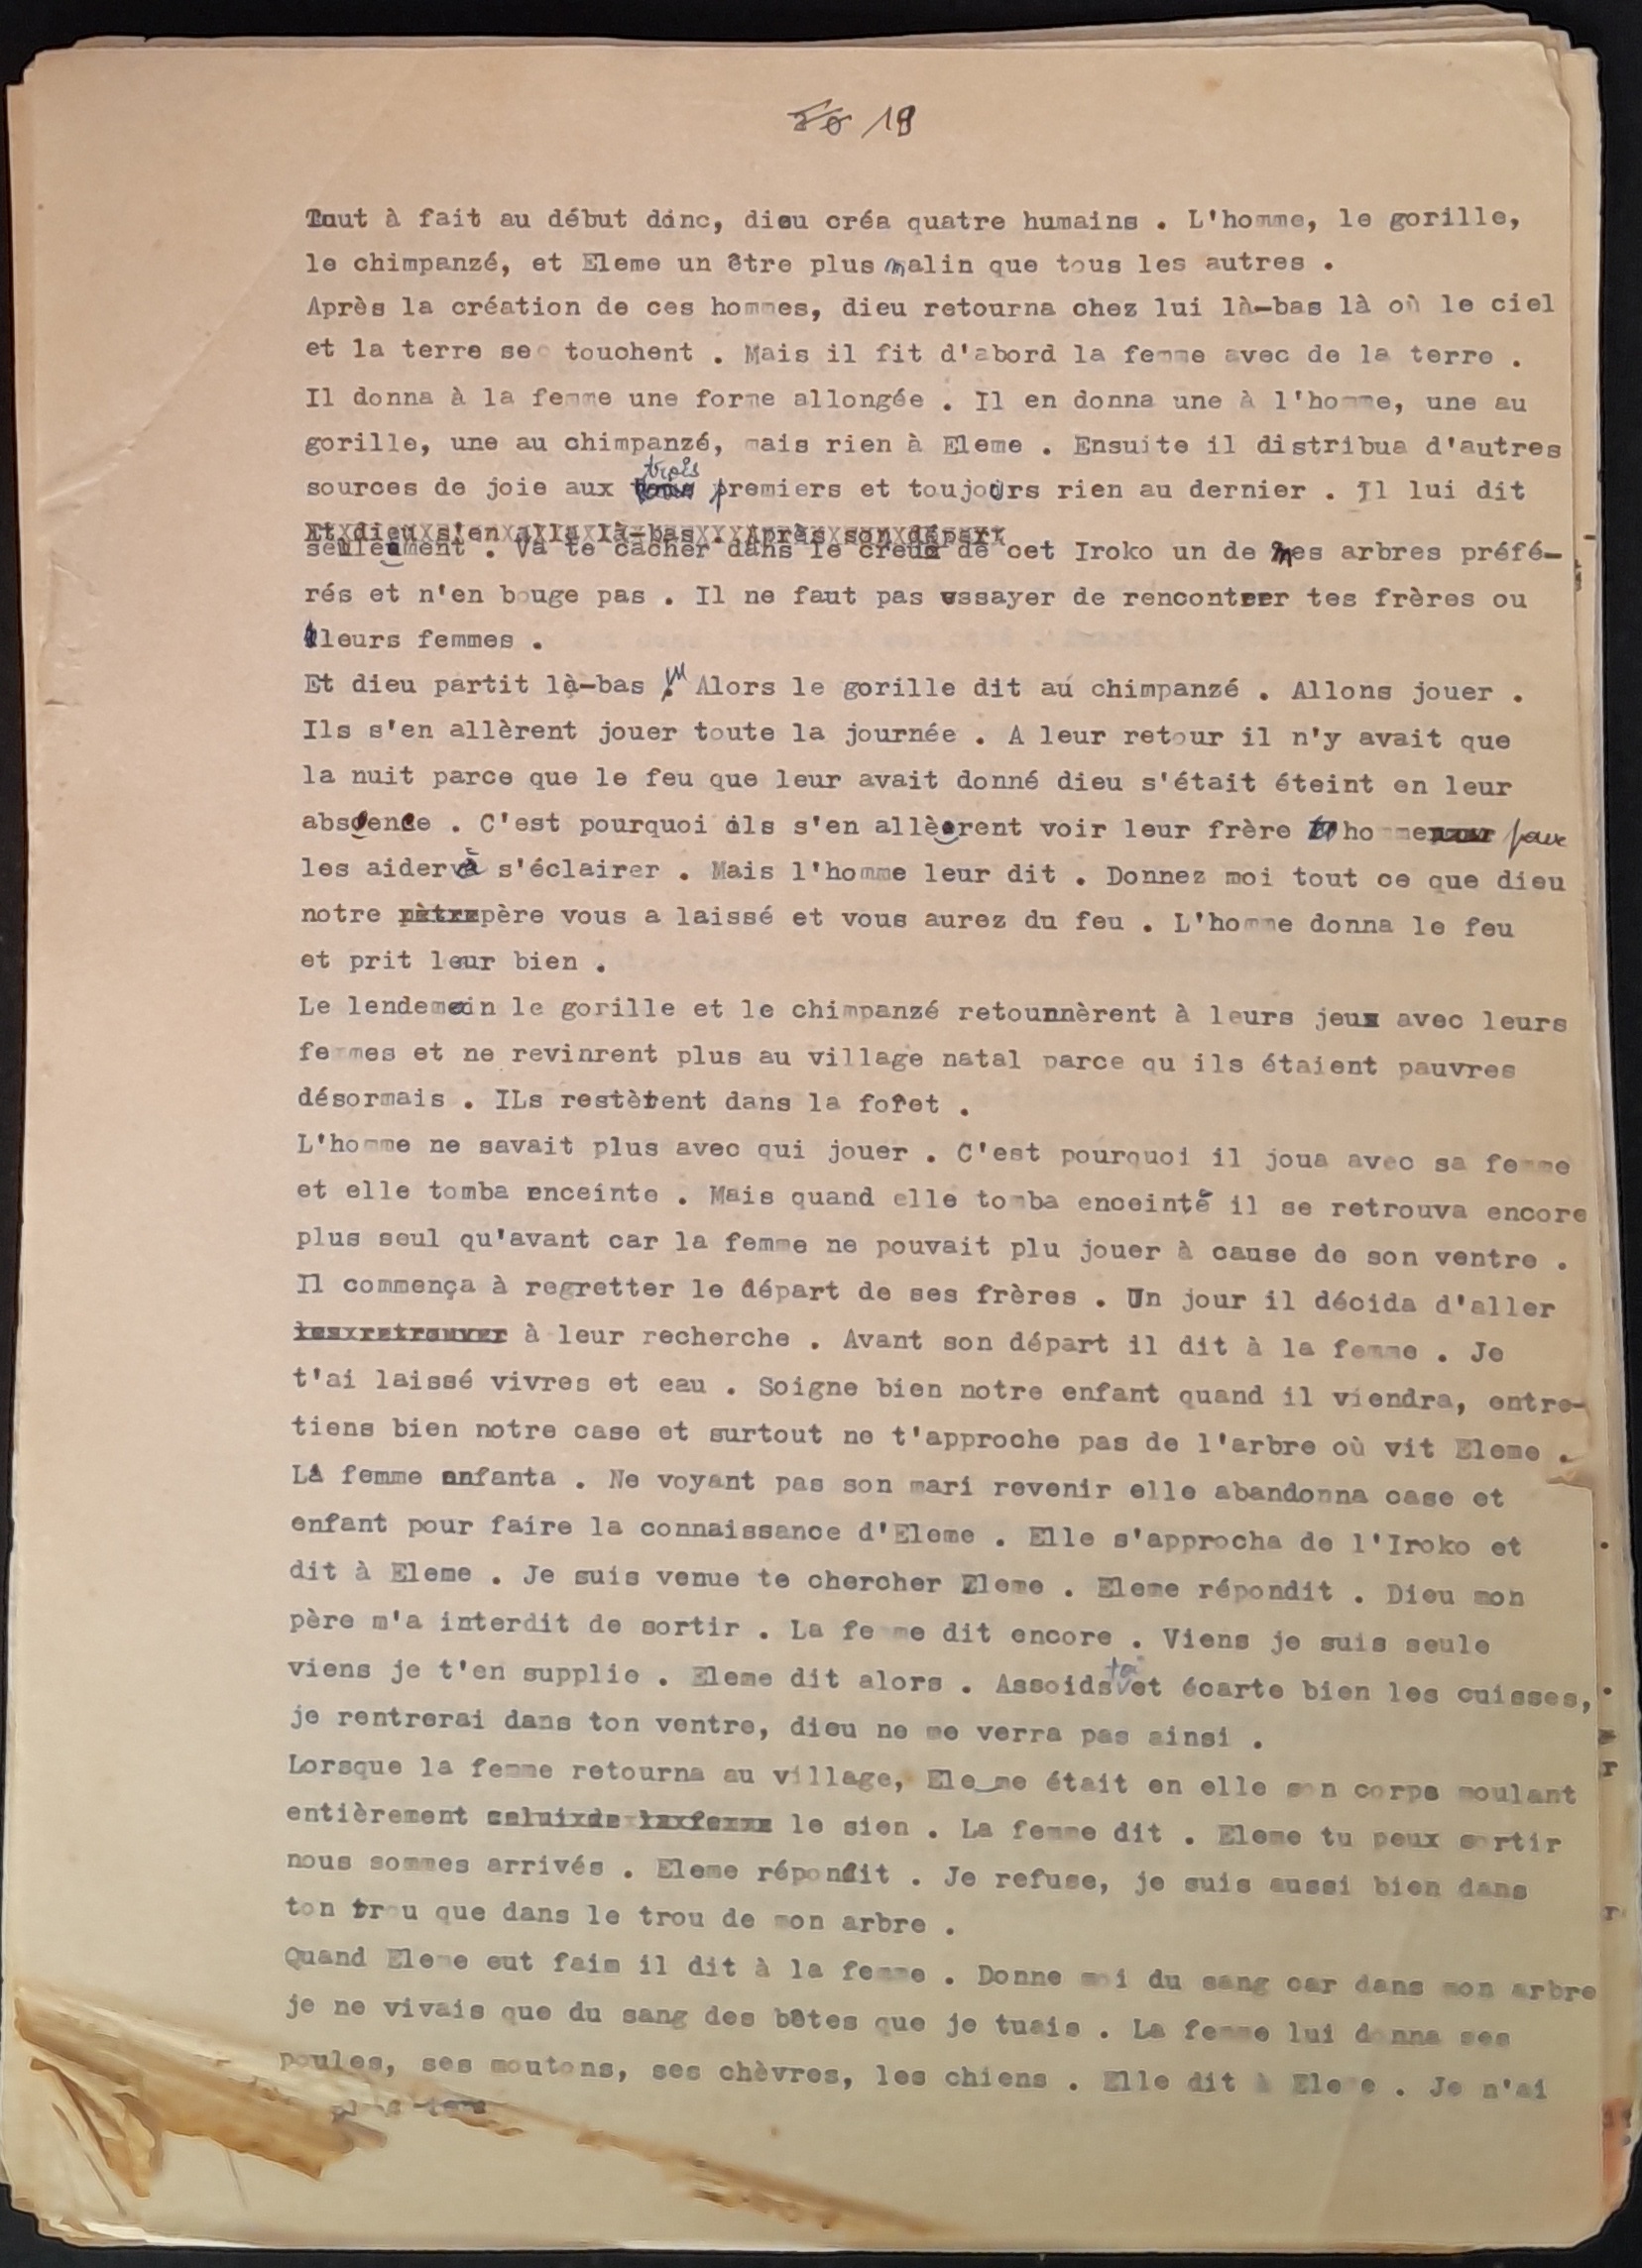 19
Tout à fait au début donc, dieu créa quatre humains . L'homme, le gorille,
le chimpanzé, et Eleme un être plus malin que tous les autres .
Après la création de ces hommes, dieu retourna chez lui là-bas là où le ciel
et la terre se touchent . Mais il fit d'abord la femme avec de la terre .
Il donna à la femme une forme allongée . Il en donna une à l'homme, une au
gorille, une au chimpanzé, mais rien à Eleme . Ensuite il distribua d'autres
sources de joie aux trois premiers et toujours rien au dernier . Il lui dit
Et dieu s'en alla là-bas . Après son départ
seulement . Va te cacher dans le creux de cet Iroko un de mes arbres préfé-
rés et n'en bouge pas . Il ne faut pas essayer de rencontrer tes frères ou
leurs femmes .
Et dieu partit là-bas . Alors le gorille dit au chimpanzé . Allons jouer .
Ils s'en allèrent jouer toute la journée . A leur retour il n'y avait que
la nuit parce que le feu que leur avait donné dieu s'était éteint en leur
absence . C'est pourquoi ils s'en allèrent voir leur frère homme pour
les aider à s'éclairer . Mais l'homme leur dit . Donnez moi tout ce que dieu
notre père vous a laissé et vous aurez du feu . L'homme donna le feu
et prit leur bien .
Le lendemain le gorille et le chimpanzé retounnèrent à leurs jeux avec leurs
femmes et ne revinrent plus au village natal parce qu ils étaient pauvres
désormais . ILs restèrent dans la foret .
L'homme ne savait plus avec qui jouer . C'est pourquoi il joua avec sa femme
et elle tomba enceinte . Mais quand elle tomba enceinte il se retrouva encore
plus seul qu'avant car la femme ne pouvait plu jouer à cause de son ventre .
Il commença à regretter le départ de ses frères . Un jour il décida d'aller
les retrouver à leur recherche . Avant son départ il dit à la femme . Je
t'ai laissé vivres et eau . Soigne bien notre enfant quand il viendra, entre-
tiens bien notre case et surtout ne t'approche pas de l'arbre où vit Eleme .
La femme enfanta . Ne voyant pas son mari revenir elle abandonna case et
enfant pour faire la connaissance d'Eleme . Elle s'approcha de l'Iroko et
dit à Eleme . Je suis venue te chercher Eleme . Eleme répondit . Dieu mon
père m'a interdit de sortir . La femme dit encore . Viens je suis seule
viens je t'en supplie . Eleme dit alors . Assoids toi et écarte bien les cuisses,
je rentrerai dans ton ventre, dieu ne me verra pas ainsi .
Lorsque la femme retourna au village, Eleme était en elle son corps moulant
entièrement celui de la femme le sien . La femme dit . Eleme tu peux sortir
nous sommes arrivés . Eleme répondit . Je refuse, je suis aussi bien dans
ton trou que dans le trou de mon arbre .
Quand Eleme eut faim il dit à la femme . Donne moi du sang car dans mon arbre
je ne vivais que du sang des bêtes que je tuais . La femme lui donna ses
poules, ses moutons, ses chèvres, les chiens . Elle dit à Eleme . Je n'ai